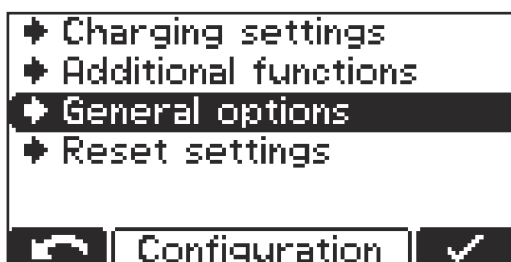 Charging settings
Additional functions
General options
Reset settings
Configuration